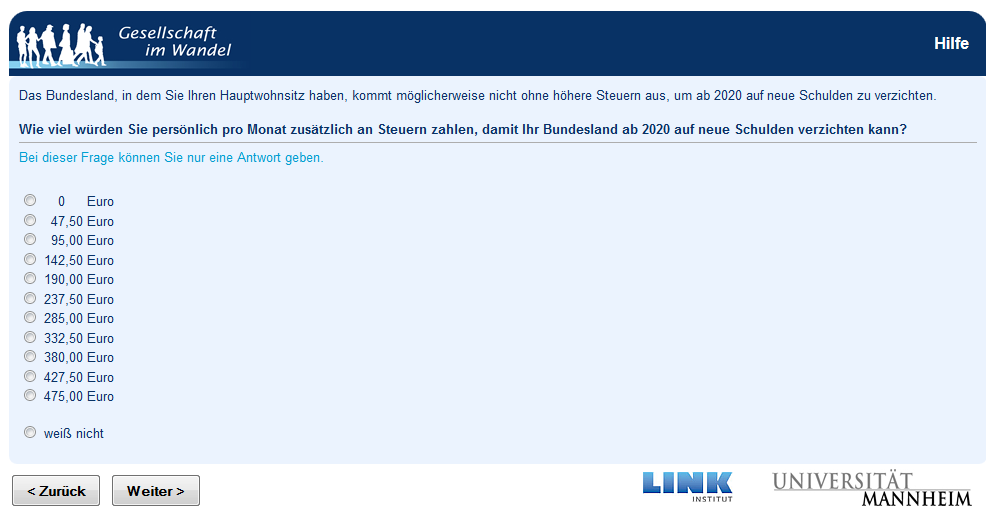 Gesellschaft
im Wandel
Hilfe
Das Bundesland, in dem Sie Ihren Hauptwohnsitz haben, kommt möglicherweise nicht ohne höhere Steuern aus, um ab 2020 auf neue Schulden zu verzichten.
Wie viel würden Sie persönlich pro Monat zusätzlich an Steuern zahlen, damit Ihr Bundesland ab 2020 auf neue Schulden verzichten kann?
Bei dieser Frage können Sie nur eine Antwort geben.
0 Euro
47,50 Euro
95,00 Euro
142,50 Euro
190,00 Euro
237,50 Euro
285,00 Euro
332,50 Euro
380,00 Euro
427,50 Euro
475,00 Euro
weiß nicht
< Zurück Weiter >
LINK
INSTITUT
UNIVERSITÄT
MANNHEIM